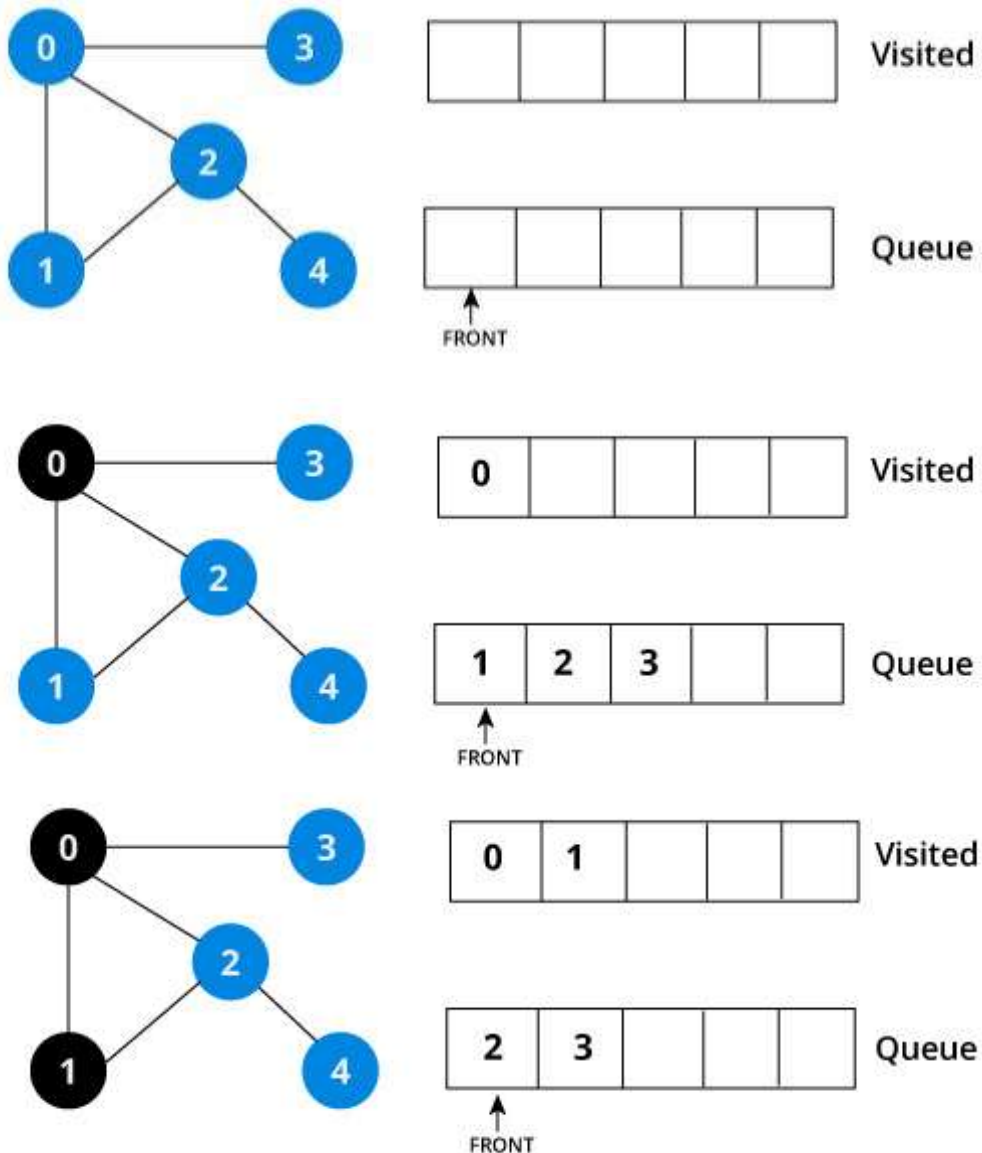 0 3 Visited
2
1 4 Queue
FRONT
0 3 0 Visited
2
1 4 1 2 3 Queue
FRONT
0 3 0 1 Visited
2
1 4 2 3 Queue
FRONT